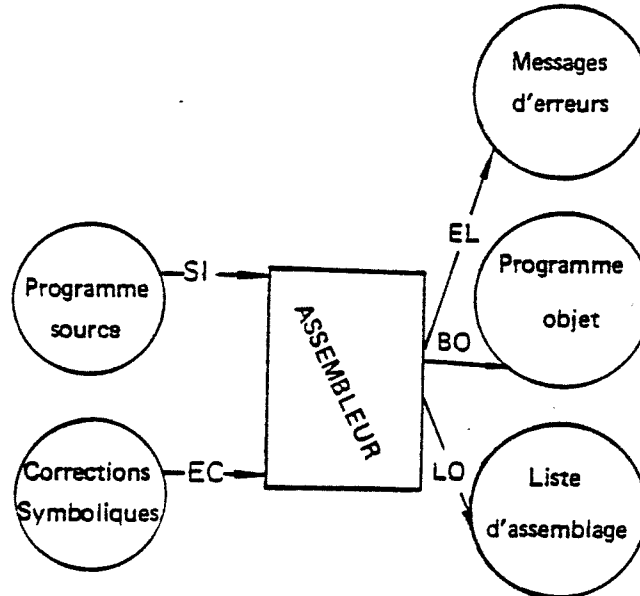 Messages
d'erreurs
EL
SI
Programme
source
Programme
objet
BO
ASSEMBLEUR
Corrections
Symboliques
EC
LO
Liste
d'assemblage